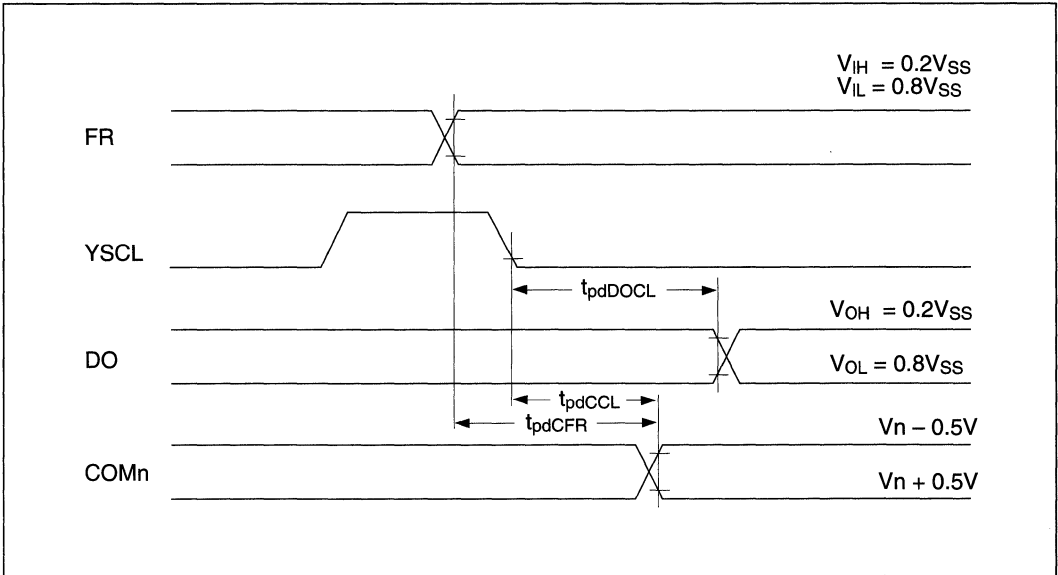 VIH = 0.2VSS
VIL = 0.8VSS
FR
YSCL
tpdDOCL
VOH = 0.2VSS
DO
VOL = 0.8VSS
tpdCCL
tpdCFR
Vn – 0.5V
COMn
Vn + 0.5V